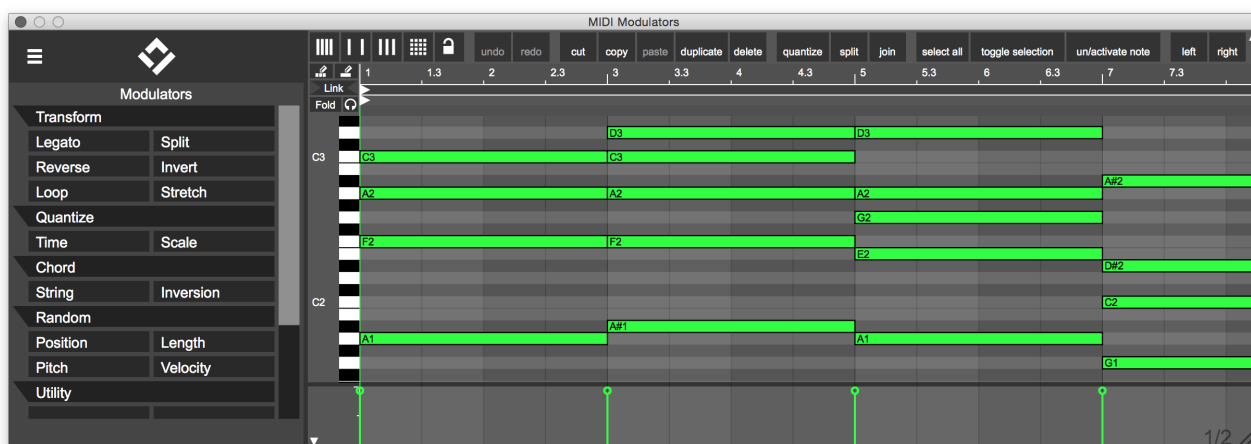 MIDI Modulators
undo redo cut copy paste duplicate delete quantize split join select all toggle selection un/activate note left right
1 1.3 2 2.3 3 3.3 4 4.3 5 5.3 6 6.3 7 7.3
Link
Fold
Modulators
Transform
Legato Split
Reverse Invert
Loop Stretch
Quantize
Time Scale
Chord
String Inversion
Random
Position Length
Pitch Velocity
Utility
D3 D3
C3 C3 C3
A#2
A2 A2 A2
G2
F2 F2
E2
D#2
C2 C2
A#1
A1 A1
G1
1/2